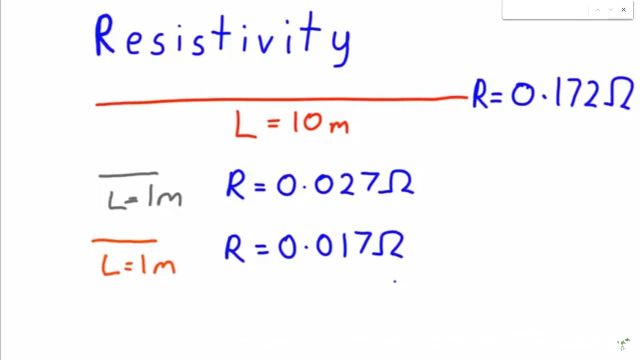 Resistivity
R=0.172Ω
L=10m
L=1m R=0.027Ω
L=1m R=0.017Ω